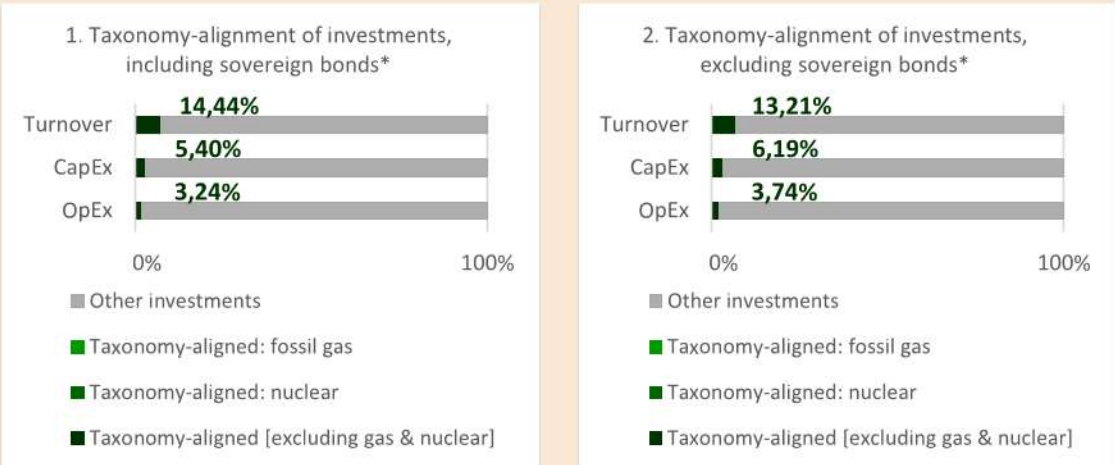 1. Taxonomy-alignment of investments,
including sovereign bonds*
14,44%
Turnover
5,40%
CapEx
3,24%
OpEx
0%
100%
Other investments
Taxonomy-aligned: fossil gas
Taxonomy-aligned: nuclear
Taxonomy-aligned [excluding gas & nuclear]
2. Taxonomy-alignment of investments,
excluding sovereign bonds*
13,21%
Turnover
6,19%
CapEx
3,74%
OpEx
0%
100%
Other investments
Taxonomy-aligned: fossil gas
Taxonomy-aligned: nuclear
Taxonomy-aligned [excluding gas & nuclear]